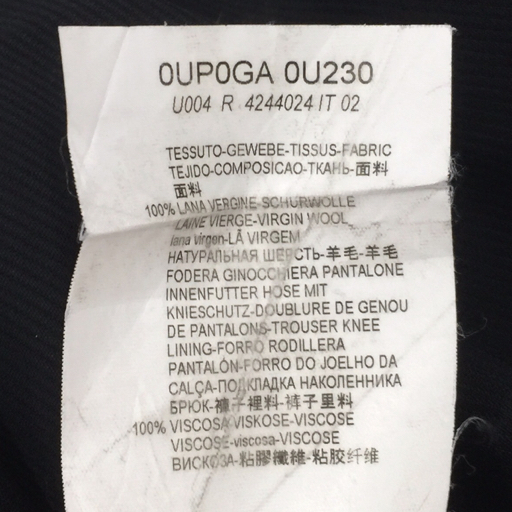 0UP0GA 0U230
U004 R 4244024 IT 02
TESSUTO-GEWEBE-TISSUS-FABRIC
TEJIDO-COMPOSICAO-ТКАНЬ-面料
面料
100% LANA VERGINE-SCHURWOLLE
LAINE VIERGE-VIRGIN WOOL
lana virgen-LÃ VIRGEM
НАТУРАЛЬНАЯ ШЕРСТЬ-羊毛-羊毛
FODERA GINOCCHIERA PANTALONE
INNENFUTTER HOSE MIT
KNIESCHUTZ-DOUBLURE DE GENOU
DE PANTALONS-TROUSER KNEE
LINING-FORRO RODILLERA
PANTALÓN-FORRO DO JOELHO DA
CALÇA-ПОДКЛАДКА НАКОЛЕННИКА
БРЮК-褲子裡料-裤子里料
100% VISCOSA-VISKOSE-VISCOSE
VISCOSE-viscosa-VISCOSE
ВИСКОЗА-粘膠纖維-粘胶纤维